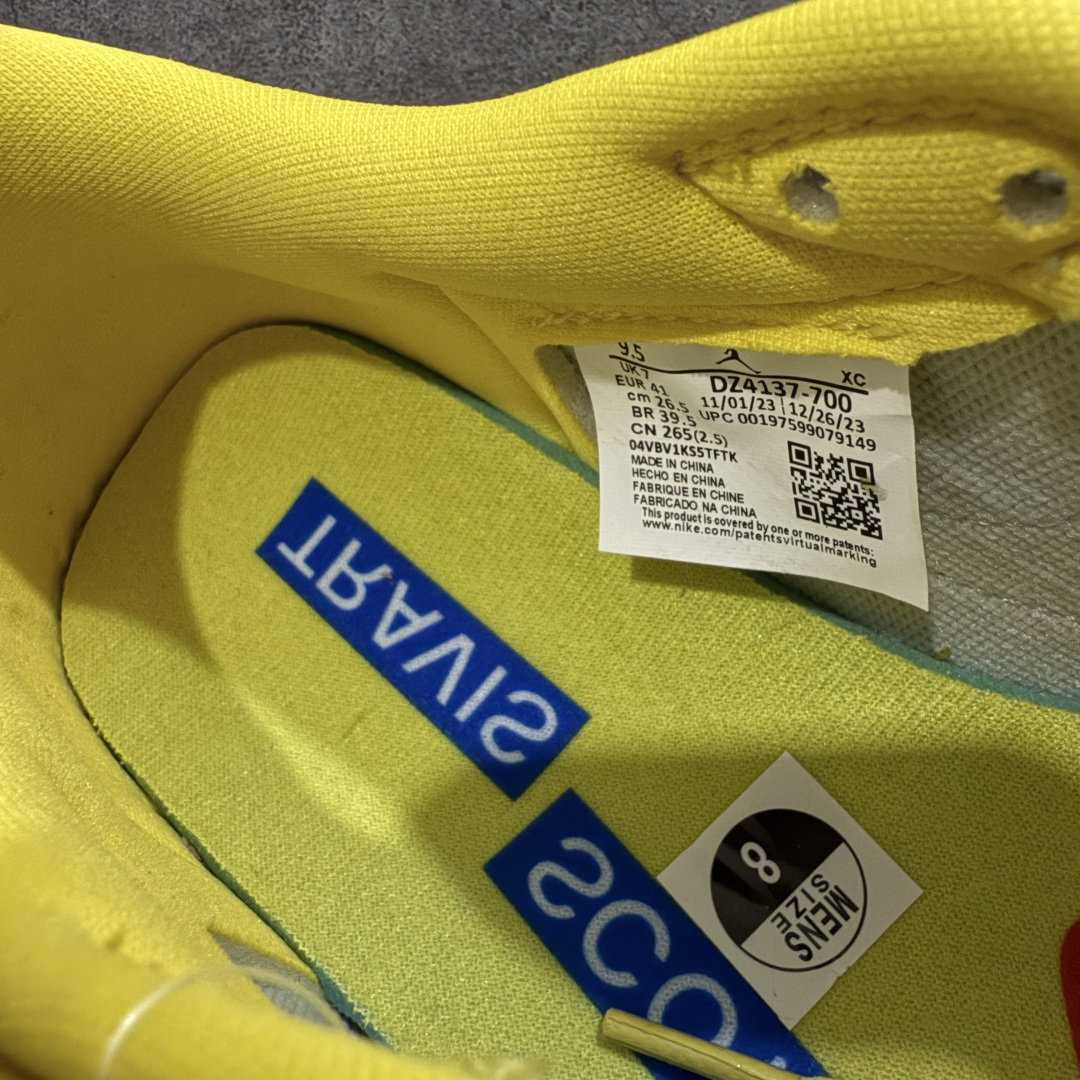 9.5
XC
UK 7
DZ4137-700
EUR 41
11/01/23 | 12/26/23
cm 26.5
UPC 00197599079149
BR 39.5
CN 265(2.5)
04VBV1KS5TFTK
MADE IN CHINA
HECHO EN CHINA
FABRIQUE EN CHINE
FABRICADO NA CHINA
This product is covered by one or more patents:
www.nike.com/patentsvirtualmarking
TRAVIS
SCO
8
MENS
SIZE